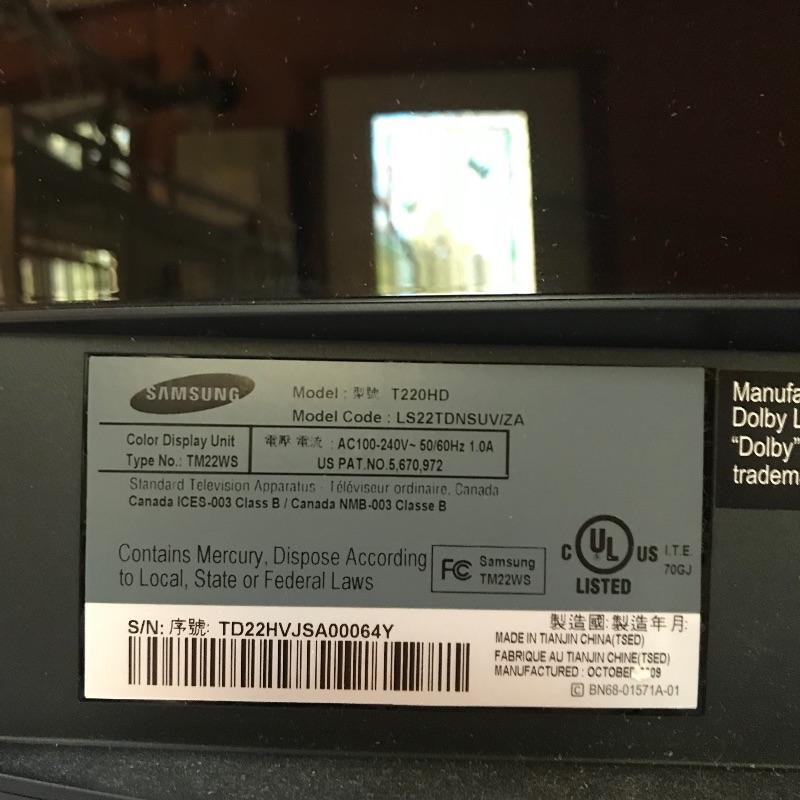 SAMSUNG
Model : 型號 T220HD
Model Code : LS22TDNSUV/ZA
Color Display Unit
Type No.: TM22WS
電壓 電流 : AC100-240V~ 50/60Hz 1.0A
US PAT.NO.5,670,972
Standard Television Apparatus - Téléviseur ordinaire, Canada
Canada ICES-003 Class B / Canada NMB-003 Classe B
Contains Mercury, Dispose According
to Local, State or Federal Laws
FC Samsung
TM22WS
C UL US
LISTED
I.T.E.
70GJ
S/N: 序號: TD22HVJSA00064Y
製造國: 製造年月:
MADE IN TIANJIN CHINA(TSED)
FABRIQUE AU TIANJIN CHINE(TSED)
MANUFACTURED : OCTOBER
BN68-01571A-01
Manufa
Dolby L
“Dolby”
tradema